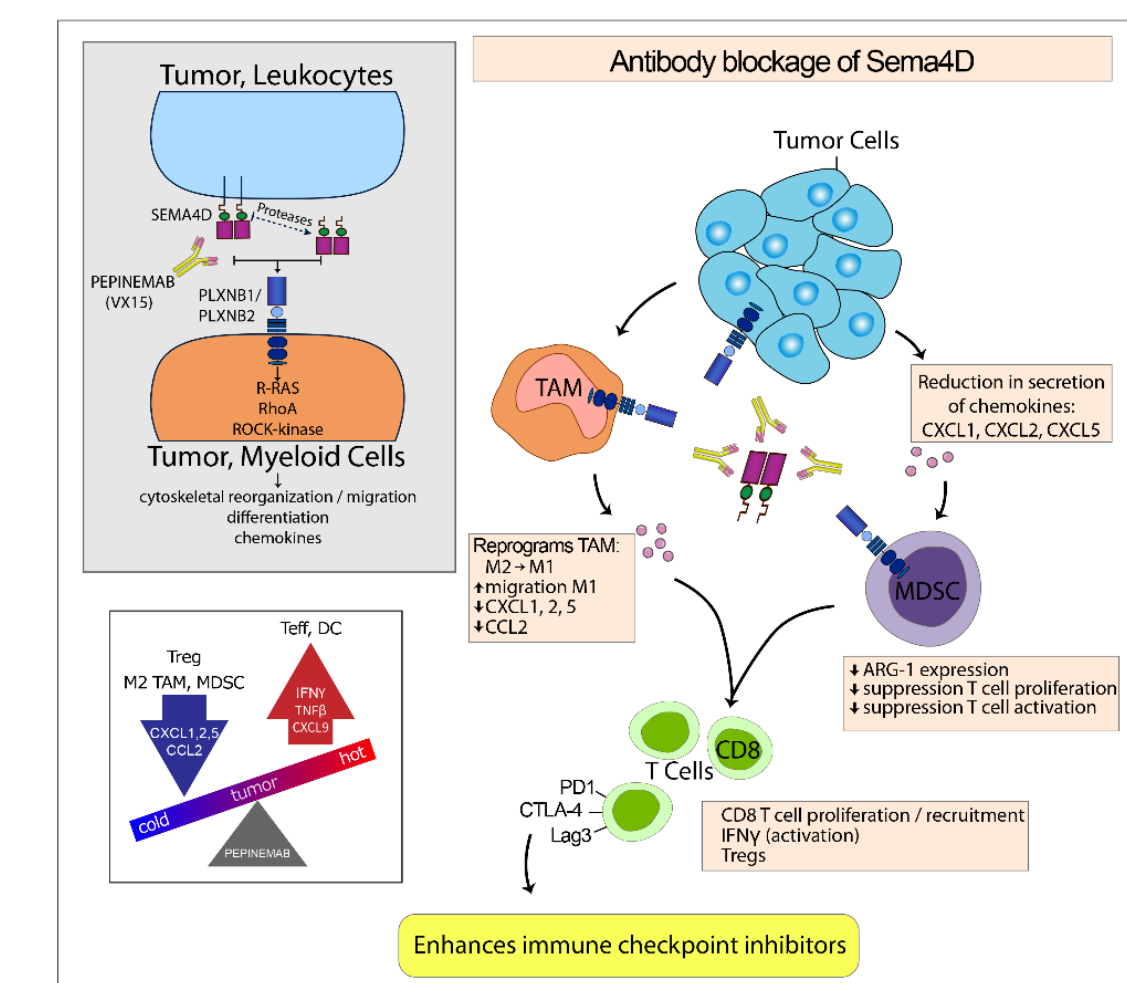 Antibody blockage of Sema4D
Tumor, Leukocytes
SEMA4D
Proteases
PEPINEMAB
(VX15)
PLXNB1/
PLXNB2
R-RAS
RhoA
ROCK-kinase
Tumor, Myeloid Cells
cytoskeletal reorganization / migration
differentiation
chemokines
Tumor Cells
TAM
Reduction in secretion
of chemokines:
CXCL1, CXCL2, CXCL5
Reprograms TAM:
M2→M1
↑migration M1
↓CXCL1, 2, 5
↓CCL2
MDSC
↓ARG-1 expression
↓suppression T cell proliferation
↓suppression T cell activation
CD8
T Cells
PD1
CTLA-4
Lag3
CD8 T cell proliferation / recruitment
IFNγ (activation)
Tregs
Enhances immune checkpoint inhibitors
Teff, DC
Treg
M2 TAM, MDSC
IFNγ
TNFβ
CXCL9
CXCL1,2,5
CCL2
hot
tumor
cold
PEPINEMAB